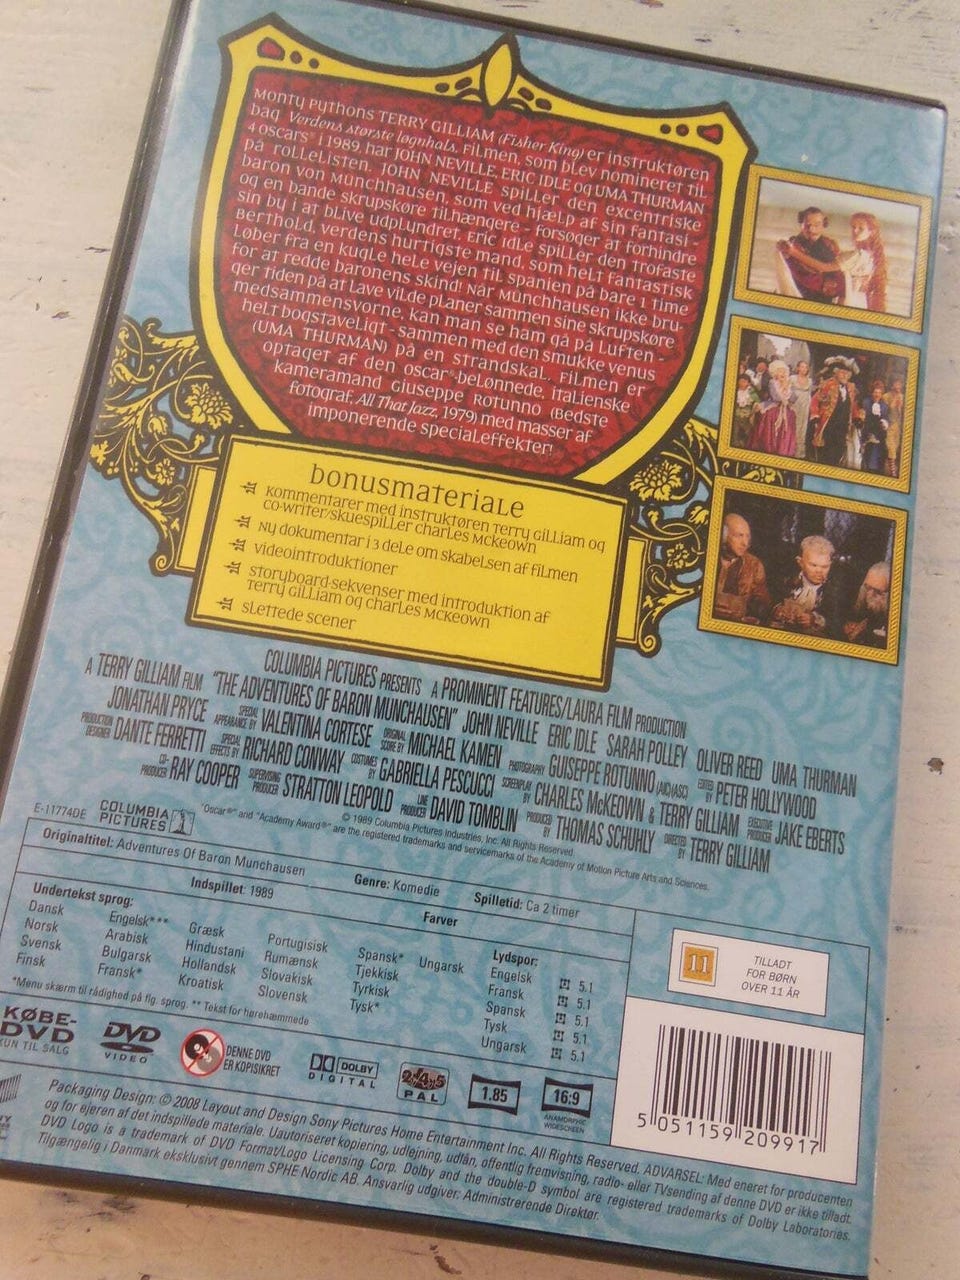 Monty Pythons TERRY GILLIAM (Fisher King) er instruktøren
bag Verdens største løgnhals. Filmen, som blev nomineret til
4 Oscars® i 1989, har JOHN NEVILLE, ERIC IDLE og UMA THURMAN
på rollelisten. JOHN NEVILLE spiller den excentriske
baron von Münchhausen, som ved hjælp af sin fantasi -
og en bande skrupskøre tilhængere - forsøger at forhindre
sin by i at blive udplundret. Eric Idle spiller den trofaste
Berthold, verdens hurtigste mand, som helt fantastisk
løber fra en kugle hele vejen til Spanien på bare 1 time
for at redde baronens skind! Når Münchhausen ikke bru-
ger tiden på at lave vilde planer sammen sine skrupskøre
medsammensvorne, kan man se ham gå på luften -
helt bogstaveligt - sammen med den smukke Venus
(UMA THURMAN) på en strandskal. Filmen er
optaget af den Oscar®-belønnede, italienske
kameramand Giuseppe Rotunno (Bedste
Fotograf, All That Jazz, 1979) med masser af
imponerende specialeffekter!
bonusmateriale
Kommentarer med instruktøren Terry Gilliam og
co-writer/skuespiller Charles McKeown
Ny dokumentar i 3 dele om skabelsen af filmen
Videointroduktioner
Storyboard-sekvenser med introduktion af
Terry Gilliam og Charles McKeown
Slettede scener
COLUMBIA PICTURES PRESENTS A PROMINENT FEATURES/LAURA FILM PRODUCTION
A TERRY GILLIAM FILM "THE ADVENTURES OF BARON MUNCHAUSEN" JOHN NEVILLE ERIC IDLE SARAH POLLEY OLIVER REED UMA THURMAN
JONATHAN PRYCE SPECIAL APPEARANCE BY VALENTINA CORTESE ORIGINAL SCORE BY MICHAEL KAMEN PHOTOGRAPHY GUISEPPE ROTUNNO (AIC) (ASC) EDITED BY PETER HOLLYWOOD
PRODUCTION DESIGNER DANTE FERRETTI SPECIAL EFFECTS BY RICHARD CONWAY COSTUMES BY GABRIELLA PESCUCCI SCREENPLAY BY CHARLES McKEOWN & TERRY GILLIAM EXECUTIVE PRODUCER JAKE EBERTS
CO-PRODUCER RAY COOPER SUPERVISING PRODUCER STRATTON LEOPOLD LINE PRODUCER DAVID TOMBLIN PRODUCED BY THOMAS SCHUHLY DIRECTED BY TERRY GILLIAM
E-11774DE COLUMBIA PICTURES
© 1989 Columbia Pictures Industries, Inc. All Rights Reserved.
"Oscar®" and "Academy Award®" are the registered trademarks and servicemarks of the Academy of Motion Picture Arts and Sciences.
Originaltitel: Adventures Of Baron Munchausen
Indspillet: 1989 Genre: Komedie Spilletid: Ca 2 timer
Farver
Undertekst sprog:
Dansk Engelsk*** Græsk Portugisisk Spansk* Ungarsk
Norsk Arabisk Hindustani Rumænsk Tjekkisk
Svensk Bulgarsk Hollandsk Slovakisk Tyrkisk
Finsk Fransk* Kroatisk Slovensk Tysk*
Lydspor:
Engelsk 5.1
Fransk 5.1
Spansk 5.1
Tysk 5.1
Ungarsk 5.1
*Menu skærm til rådighed på flg. sprog. ** Tekst for hørehæmmede
11
TILLADT
FOR BØRN
OVER 11 ÅR
KØBE-
DVD
KUN TIL SALG
DVD
VIDEO
DENNE DVD
ER KOPISIKRET
DOLBY
DIGITAL
2·4·5
PAL
1.85
16:9
ANAMORPHIC
WIDESCREEN
5 051159 209917
Packaging Design: © 2008 Layout and Design Sony Pictures Home Entertainment Inc. All Rights Reserved. ADVARSEL: Med eneret for producenten
og for ejeren af det indspillede materiale. Uautoriseret kopiering, udlejning, udlån, offentlig fremvisning, radio- eller TVsending af denne DVD er ikke tilladt.
DVD Logo is a trademark of DVD Format/Logo Licensing Corp. Dolby and the double-D symbol are registered trademarks of Dolby Laboratories.
Tilgængelig i Danmark eksklusivt gennem SPHE Nordic AB. Ansvarlig udgiver: Administrerende Direktør.